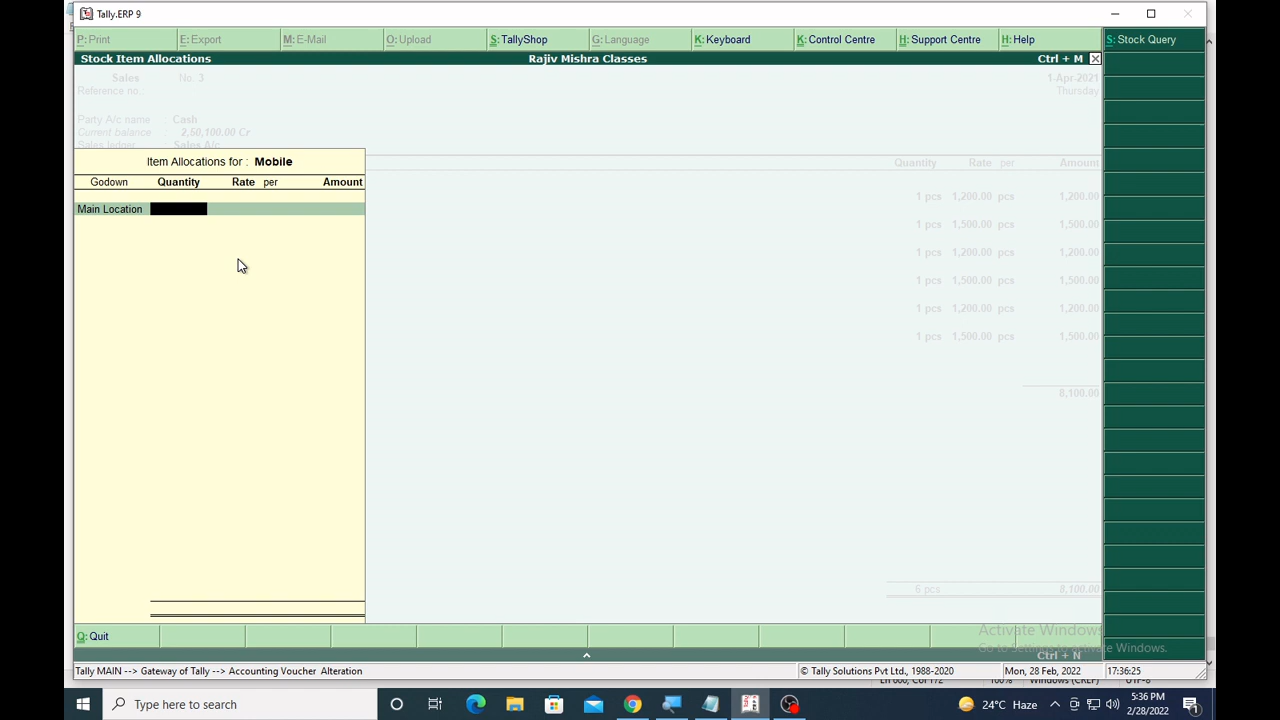 Tally.ERP 9
P: Print E: Export M: E-Mail O: Upload S: TallyShop G: Language K: Keyboard K: Control Centre H: Support Centre H: Help S: Stock Query
Stock Item Allocations Rajiv Mishra Classes Ctrl + M
Sales No. 3 1-Apr-2021
Reference no.: Thursday
Party A/c name : Cash
Current balance : 2,50,100.00 Cr
Sales ledger Sales A/c
Item Allocations for : Mobile Quantity Rate per Amount
Godown Quantity Rate per Amount
1 pcs 1,200.00 pcs 1,200.00
Main Location
1 pcs 1,500.00 pcs 1,500.00
1 pcs 1,200.00 pcs 1,200.00
1 pcs 1,500.00 pcs 1,500.00
1 pcs 1,200.00 pcs 1,200.00
1 pcs 1,500.00 pcs 1,500.00
8,100.00
6 pcs 8,100.00
Q: Quit
Activate Windows
Go to Settings to activate Windows.
Ctrl + N
Tally MAIN --> Gateway of Tally --> Accounting Voucher Alteration © Tally Solutions Pvt Ltd., 1988-2020 Mon, 28 Feb, 2022 17:36:25
Type here to search 24°C Haze 5:36 PM
2/28/2022